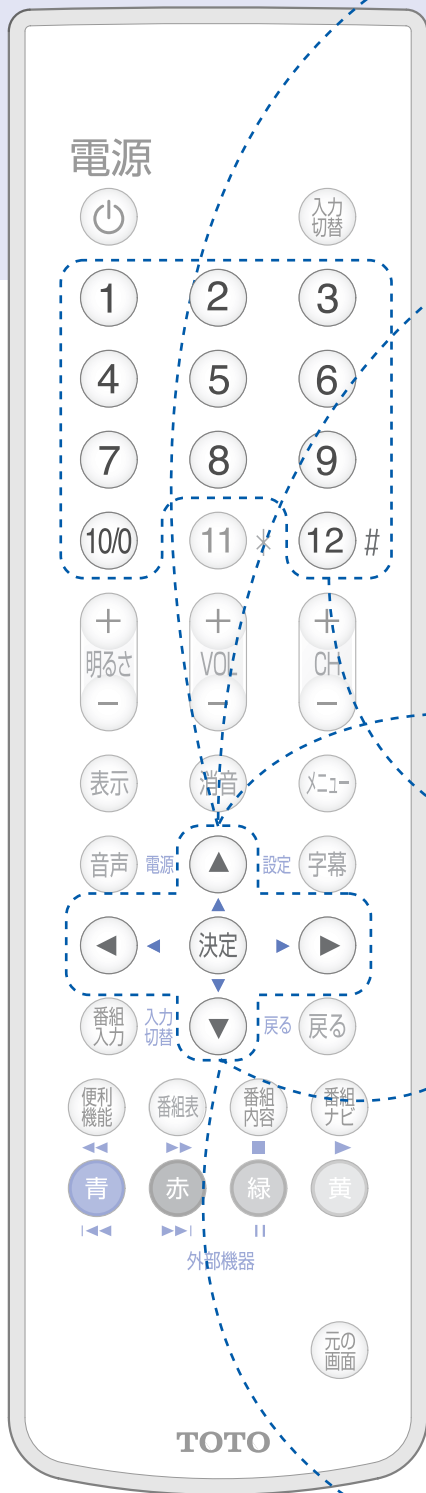 電源
入力
切替
1 2 3
4 5 6
7 8 9
10/0 11 * 12 #
+ + +
明るさ VOL CH
- - -
表示 消音 メニュー
音声 電源 ▲ 設定 字幕
▲
◀ ◀ 決定 ▶ ▶
▼
番組
入力
入力
切替
▼ 戻る 戻る
便利
機能
番組表
番組
内容
番組
ナビ
◀◀ ▶▶ ■ ▶
青 赤 緑 黄
|◀◀ ▶▶| II
外部機器
元の
画面
TOTO